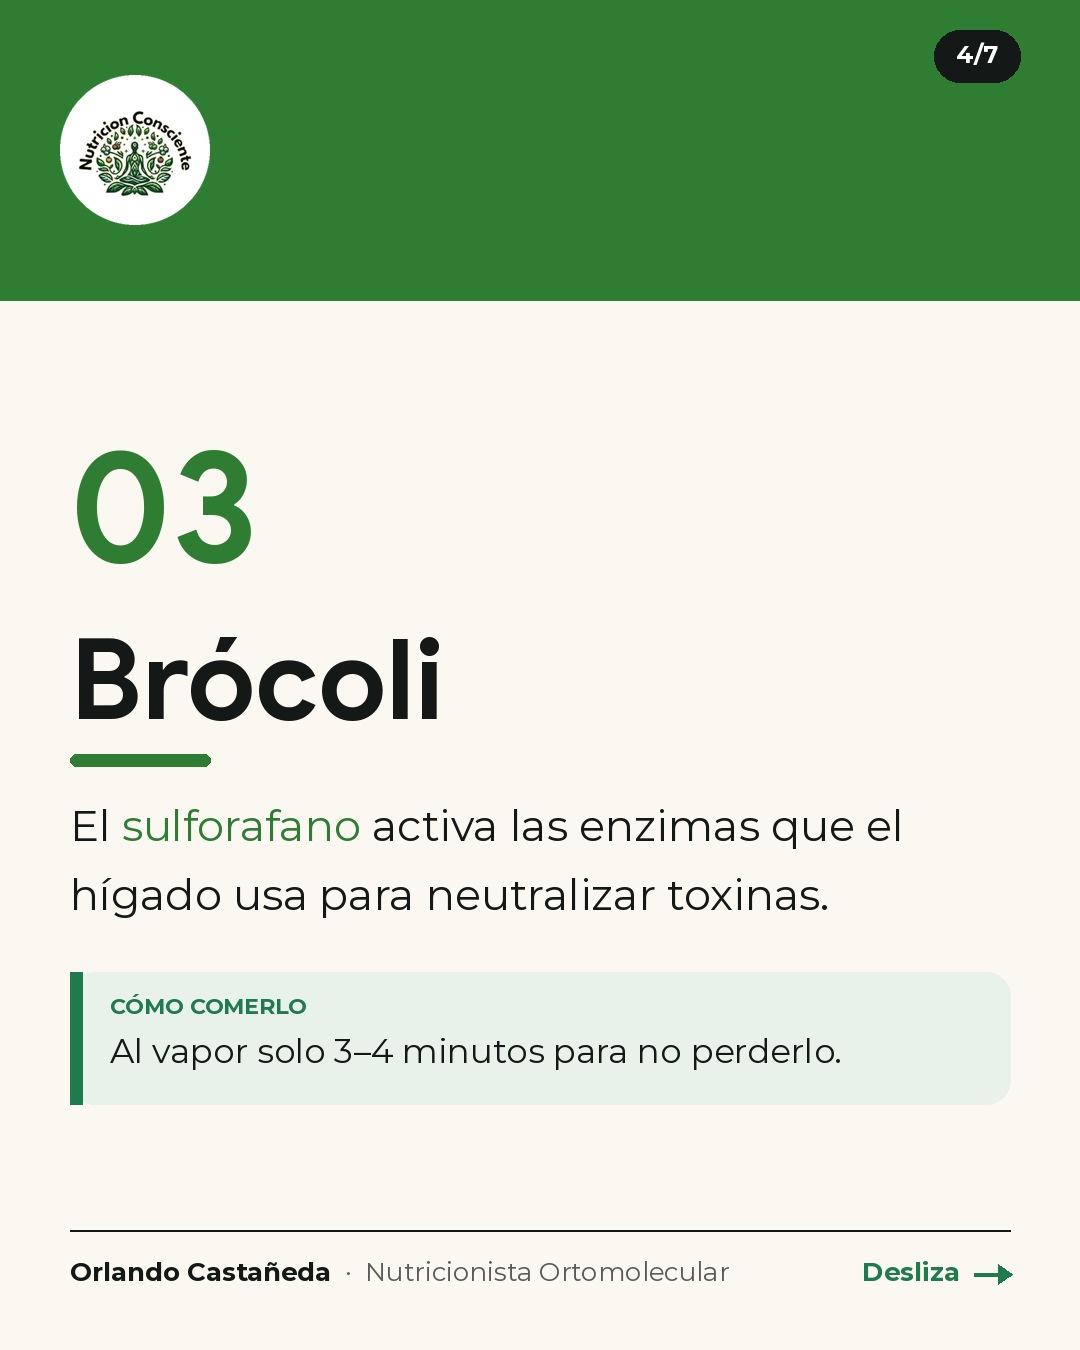 4/7
Nutricion Consciente
03
Brócoli
El sulforafano activa las enzimas que el
hígado usa para neutralizar toxinas.
CÓMO COMERLO
Al vapor solo 3–4 minutos para no perderlo.
Orlando Castañeda · Nutricionista Ortomolecular
Desliza →